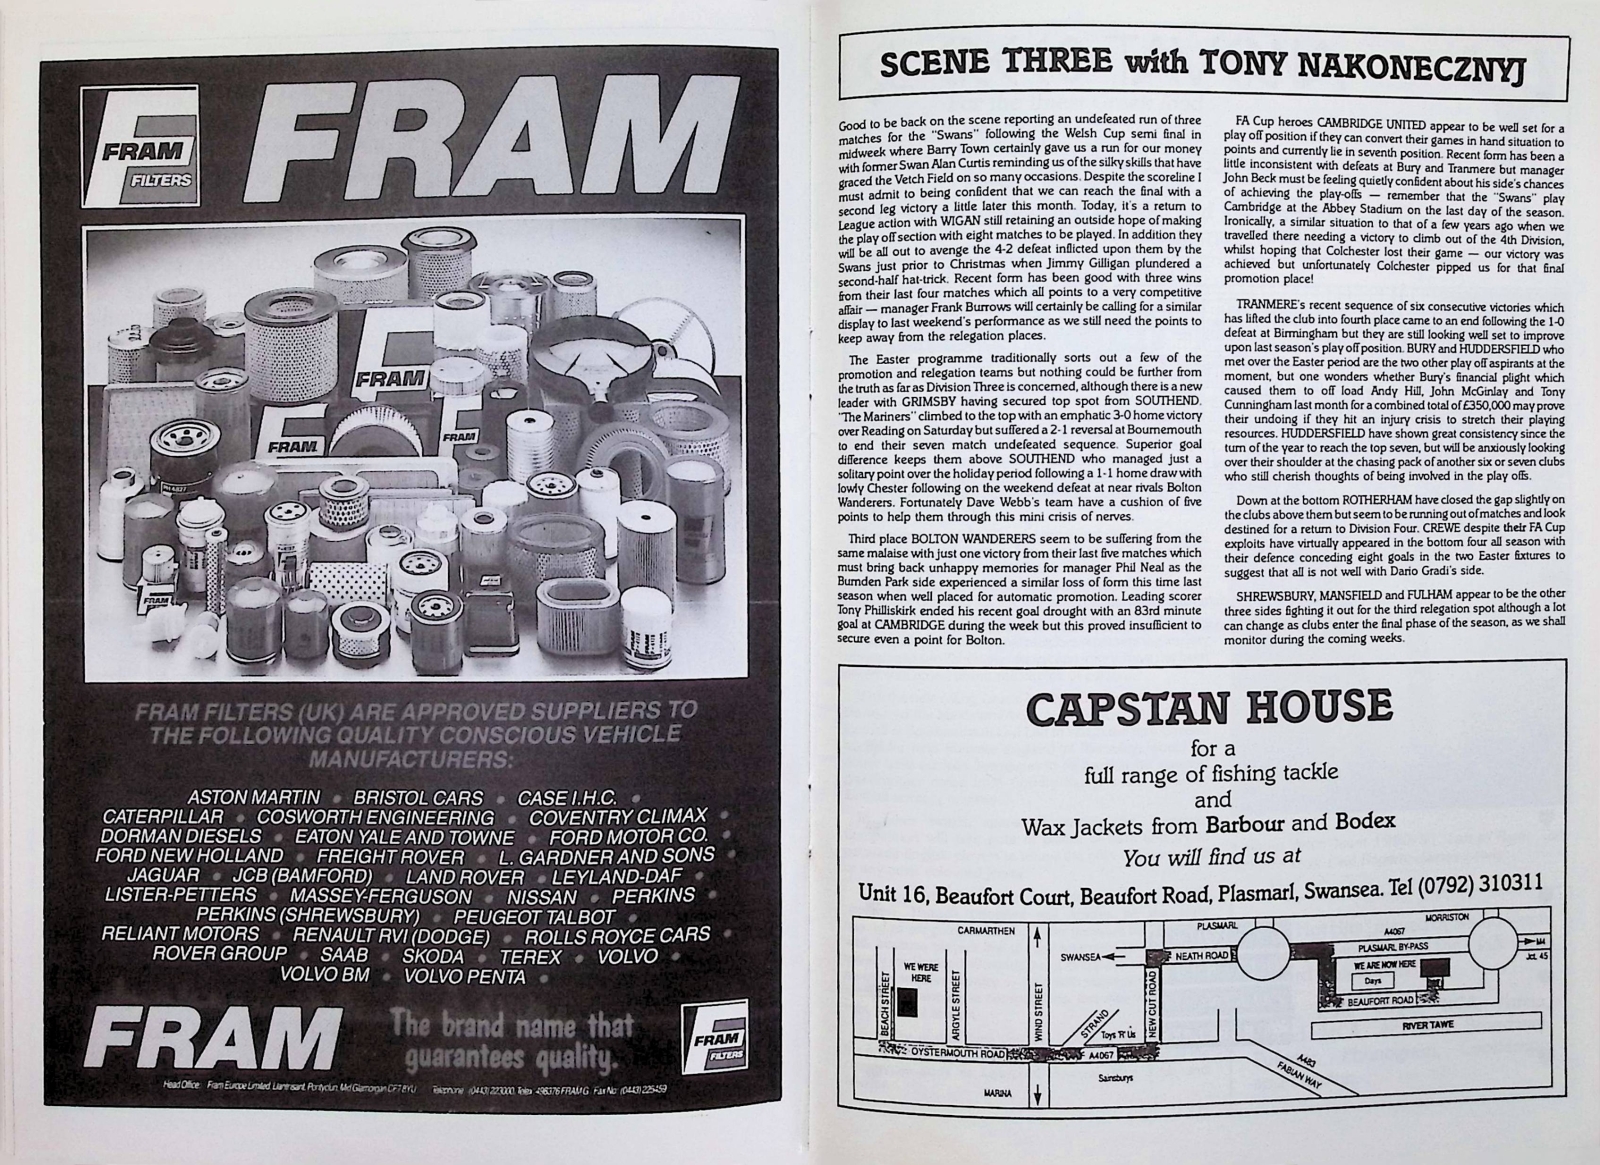 FRAM
FILTERS
FRAM
FRAM
FRAM
FRAM
FRAM
FRAM FILTERS (UK) ARE APPROVED SUPPLIERS TO
THE FOLLOWING QUALITY CONSCIOUS VEHICLE
MANUFACTURERS:
ASTON MARTIN • BRISTOL CARS • CASE I.H.C. •
CATERPILLAR • COSWORTH ENGINEERING • COVENTRY CLIMAX •
DORMAN DIESELS • EATON YALE AND TOWNE • FORD MOTOR CO. •
FORD NEW HOLLAND • FREIGHT ROVER • L. GARDNER AND SONS •
JAGUAR • JCB (BAMFORD) • LAND ROVER • LEYLAND-DAF •
LISTER-PETTERS • MASSEY-FERGUSON • NISSAN • PERKINS •
PERKINS (SHREWSBURY) • PEUGEOT TALBOT •
RELIANT MOTORS • RENAULT RVI (DODGE) • ROLLS ROYCE CARS •
ROVER GROUP • SAAB • SKODA • TEREX • VOLVO •
VOLVO BM • VOLVO PENTA •
FRAM
The brand name that
guarantees quality.
FRAM
FILTERS
Head Office: Fram Europe Limited, Llantrisant, Pontyclun, Mid Glamorgan CF7 8YU Telephone (0443) 223000, Telex 498376 FRAM G Fax No: (0443) 225459
SCENE THREE with TONY NAKONECZNYJ
Good to be back on the scene reporting an undefeated run of three
matches for the "Swans" following the Welsh Cup semi final in
midweek where Barry Town certainly gave us a run for our money
with former Swan Alan Curtis reminding us of the silky skills that have
graced the Vetch Field on so many occasions. Despite the scoreline I
must admit to being confident that we can reach the final with a
second leg victory a little later this month. Today, it's a return to
League action with WIGAN still retaining an outside hope of making
the play off section with eight matches to be played. In addition they
will be all out to avenge the 4-2 defeat inflicted upon them by the
Swans just prior to Christmas when Jimmy Gilligan plundered a
second-half hat-trick. Recent form has been good with three wins
from their last four matches which all points to a very competitive
affair — manager Frank Burrows will certainly be calling for a similar
display to last weekend's performance as we still need the points to
keep away from the relegation places.
The Easter programme traditionally sorts out a few of the
promotion and relegation teams but nothing could be further from
the truth as far as Division Three is concerned, although there is a new
leader with GRIMSBY having secured top spot from SOUTHEND.
"The Mariners" climbed to the top with an emphatic 3-0 home victory
over Reading on Saturday but suffered a 2-1 reversal at Bournemouth
to end their seven match undefeated sequence. Superior goal
difference keeps them above SOUTHEND who managed just a
solitary point over the holiday period following a 1-1 home draw with
lowly Chester following on the weekend defeat at near rivals Bolton
Wanderers. Fortunately Dave Webb's team have a cushion of five
points to help them through this mini crisis of nerves.
Third place BOLTON WANDERERS seem to be suffering from the
same malaise with just one victory from their last five matches which
must bring back unhappy memories for manager Phil Neal as the
Burnden Park side experienced a similar loss of form this time last
season when well placed for automatic promotion. Leading scorer
Tony Philliskirk ended his recent goal drought with an 83rd minute
goal at CAMBRIDGE during the week but this proved insufficient to
secure even a point for Bolton.
FA Cup heroes CAMBRIDGE UNITED appear to be well set for a
play off position if they can convert their games in hand situation to
points and currently lie in seventh position. Recent form has been a
little inconsistent with defeats at Bury and Tranmere but manager
John Beck must be feeling quietly confident about his side's chances
of achieving the play-offs — remember that the "Swans" play
Cambridge at the Abbey Stadium on the last day of the season.
Ironically, a similar situation to that of a few years ago when we
travelled there needing a victory to climb out of the 4th Division,
whilst hoping that Colchester lost their game — our victory was
achieved but unfortunately Colchester pipped us for that final
promotion place!
TRANMERE's recent sequence of six consecutive victories which
has lifted the club into fourth place came to an end following the 1-0
defeat at Birmingham but they are still looking well set to improve
upon last season's play off position. BURY and HUDDERSFIELD who
met over the Easter period are the two other play off aspirants at the
moment, but one wonders whether Bury's financial plight which
caused them to off load Andy Hill, John McGinlay and Tony
Cunningham last month for a combined total of £350,000 may prove
their undoing if they hit an injury crisis to stretch their playing
resources. HUDDERSFIELD have shown great consistency since the
turn of the year to reach the top seven, but will be anxiously looking
over their shoulder at the chasing pack of another six or seven clubs
who still cherish thoughts of being involved in the play offs.
Down at the bottom ROTHERHAM have closed the gap slightly on
the clubs above them but seem to be running out of matches and look
destined for a return to Division Four. CREWE despite their FA Cup
exploits have virtually appeared in the bottom four all season with
their defence conceding eight goals in the two Easter fixtures to
suggest that all is not well with Dario Gradi's side.
SHREWSBURY, MANSFIELD and FULHAM appear to be the other
three sides fighting it out for the third relegation spot although a lot
can change as clubs enter the final phase of the season, as we shall
monitor during the coming weeks.
CAPSTAN HOUSE
for a
full range of fishing tackle
and
Wax Jackets from Barbour and Bodex
You will find us at
Unit 16, Beaufort Court, Beaufort Road, Plasmarl, Swansea. Tel (0792) 310311
CARMARTHEN
PLASMARL
MORRISTON
A4067
PLASMARL BY-PASS
M4
Jct. 45
SWANSEA
NEATH ROAD
WE WERE
HERE
WE ARE NOW HERE
Days
BEAUFORT ROAD
BEACH STREET
ARGYLE STREET
WIND STREET
STRAND
NEW CUT ROAD
Toys 'R' Us
RIVER TAWE
OYSTERMOUTH ROAD
A4067
Sainsburys
A483
FABIAN WAY
MARINA